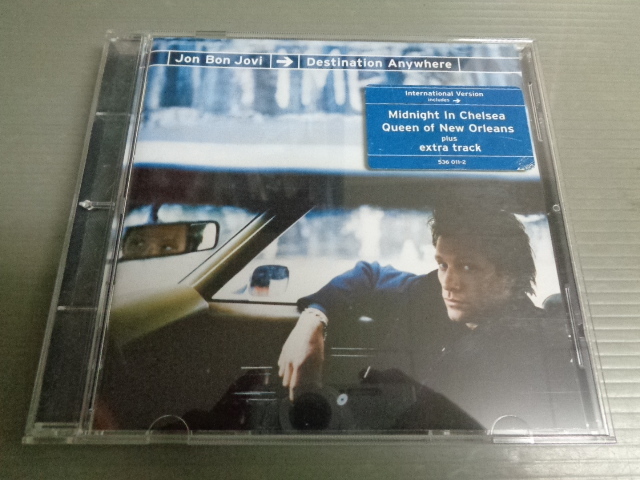 Jon Bon Jovi → Destination Anywhere
International Version
includes →
Midnight In Chelsea
Queen of New Orleans
plus
extra track
536 011-2